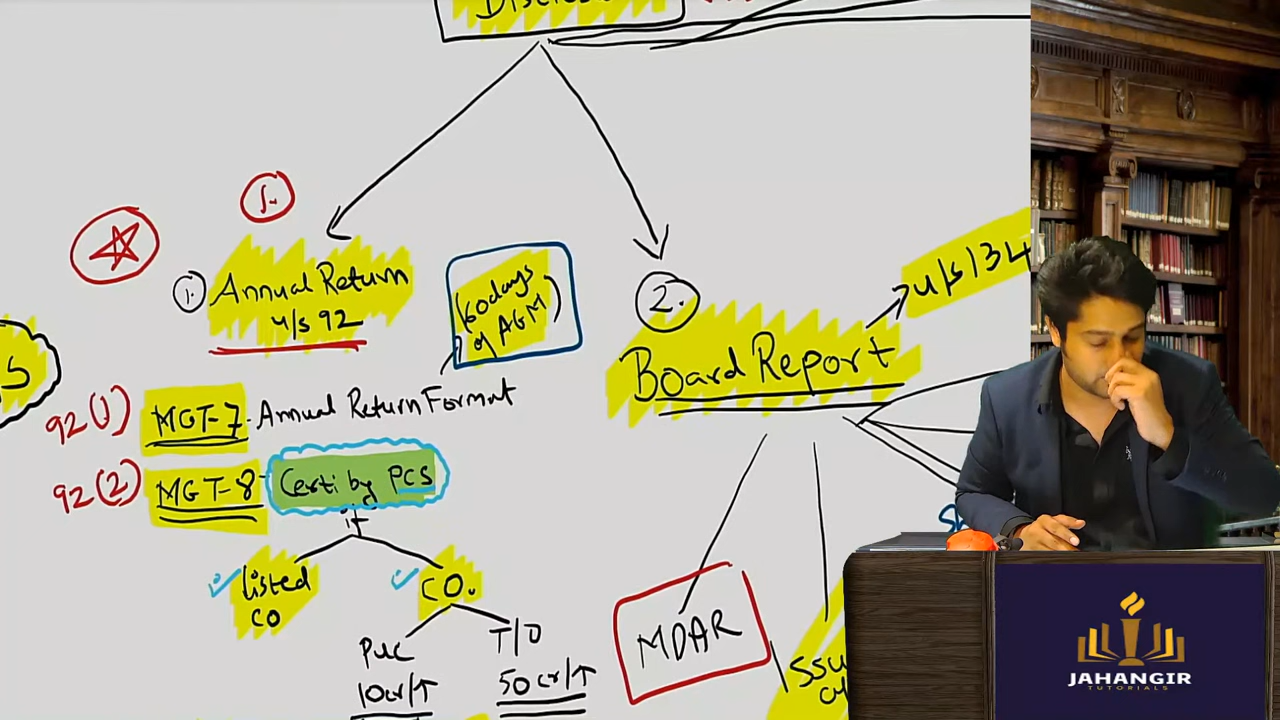 1. Annual Return
u/s 92
(60 days
of AGM)
92(1) MGT-7 - Annual Return Format
92(2) MGT-8 - Certi by PCS
if
listed
CO
CO.
PUC
10cr/↑
T/O
50cr/↑
2.
Board Report
u/s 134
MDAR
JAHANGIR
TUTORIALS